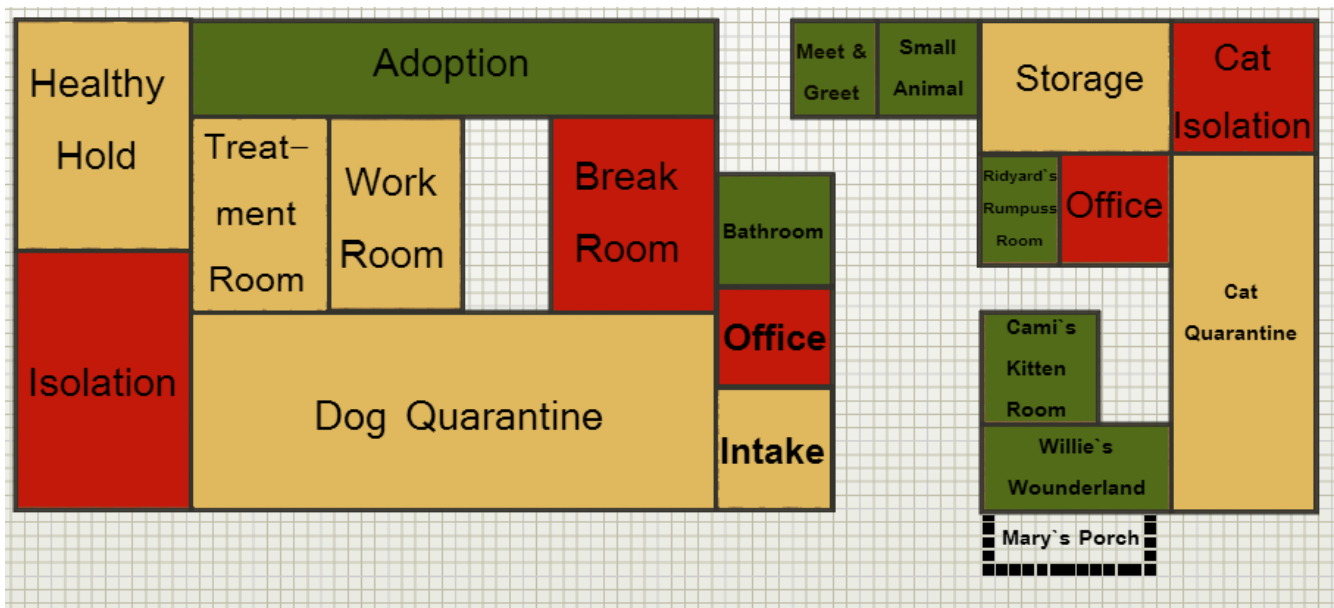 Healthy
Hold
Adoption
Treat-
ment
Room
Work
Room
Break
Room
Isolation
Dog Quarantine
Bathroom
Office
Intake
Meet &
Greet
Small
Animal
Storage
Cat
Isolation
Ridyard`s
Rumpuss
Room
Office
Cat
Quarantine
Cami`s
Kitten
Room
Willie`s
Wounderland
Mary`s Porch